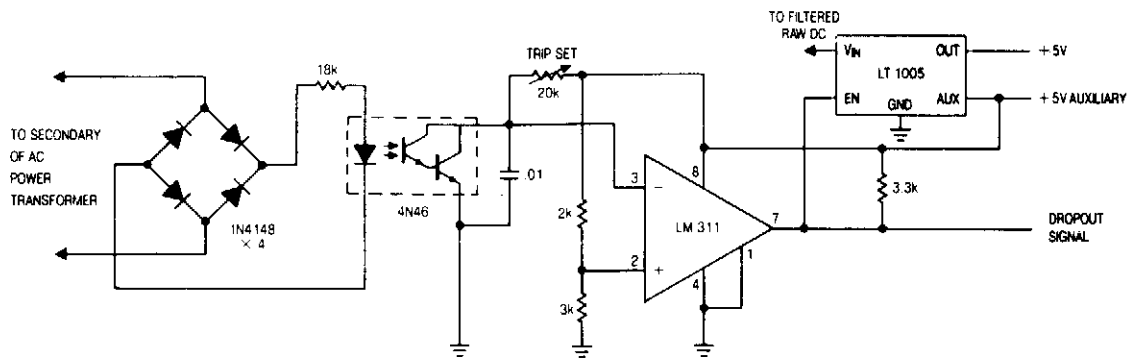 TO FILTERED
RAW DC
VIN
OUT
+5V
LT 1005
EN
GND
AUX
+5V AUXILIARY
TRIP SET
20k
18k
TO SECONDARY
OF AC
POWER
TRANSFORMER
1N4148
× 4
4N46
.01
3
−
8
3.3k
2k
LM 311
7
DROPOUT
SIGNAL
2
+
1
4
3k